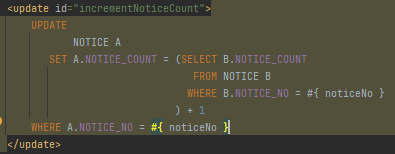 <update id="incrementNoticeCount">
UPDATE
NOTICE A
SET A.NOTICE_COUNT = (SELECT B.NOTICE_COUNT
FROM NOTICE B
WHERE B.NOTICE_NO = #{ noticeNo }
) + 1
WHERE A.NOTICE_NO = #{ noticeNo }
</update>